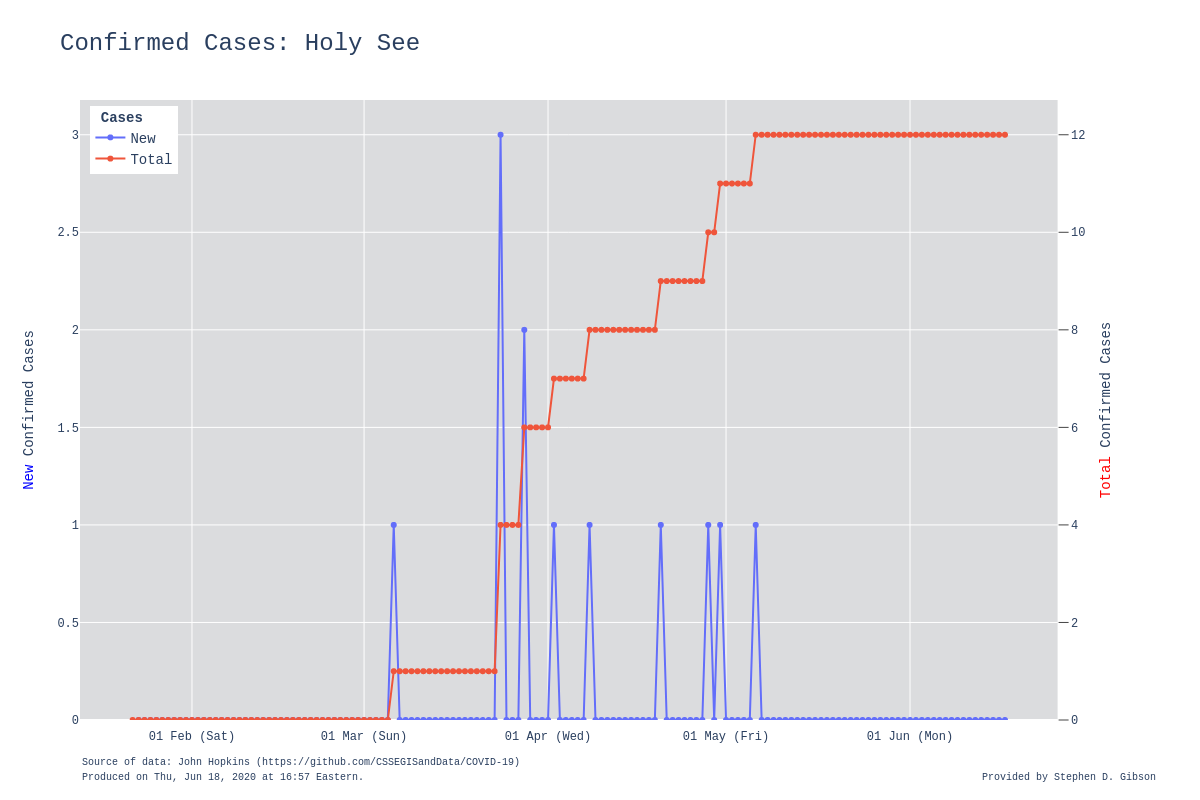 Confirmed Cases: Holy See
Cases
New
Total
3
2.5
2
1.5
1
0.5
0
12
10
8
6
4
2
0
New Confirmed Cases
Total Confirmed Cases
01 Feb (Sat)
01 Mar (Sun)
01 Apr (Wed)
01 May (Fri)
01 Jun (Mon)
Source of data: John Hopkins (https://github.com/CSSEGISandData/COVID-19)
Produced on Thu, Jun 18, 2020 at 16:57 Eastern.
Provided by Stephen D. Gibson